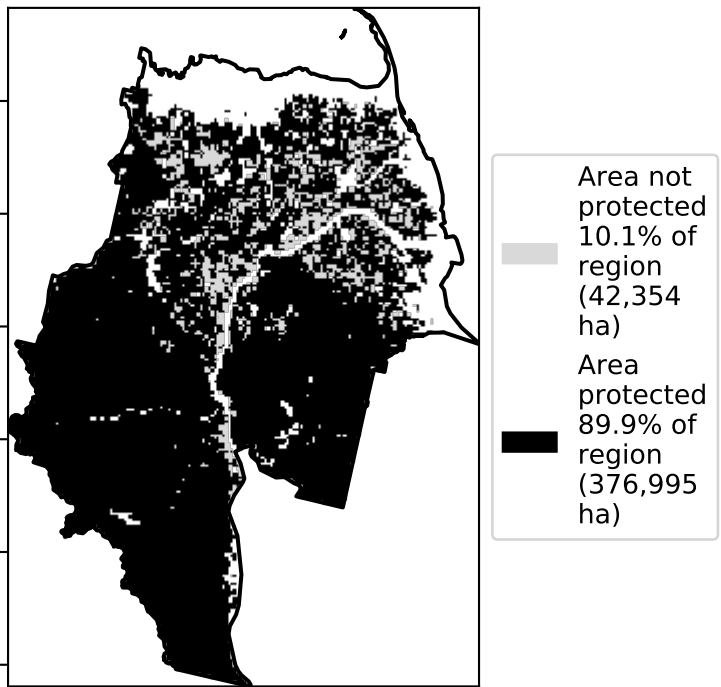 Area not
protected
10.1% of
region
(42,354
ha)
Area
protected
89.9% of
region
(376,995
ha)